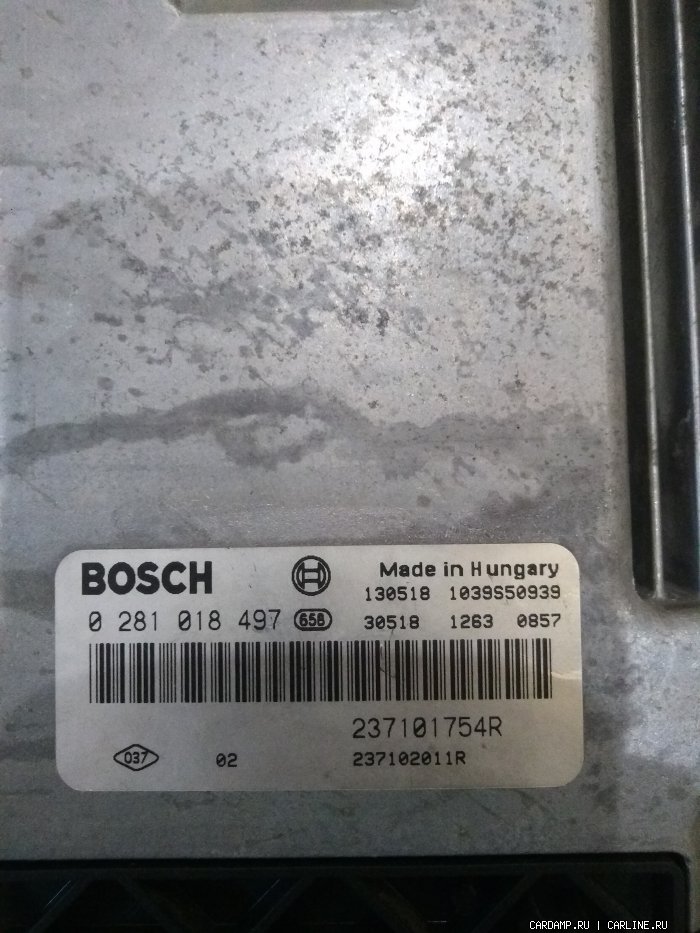 BOSCH
Made in Hungary
130518 1039S50939
0 281 018 497 658 30518 1263 0857
237101754R
037 02 237102011R
CARDAMP.RU | CARLINE.RU